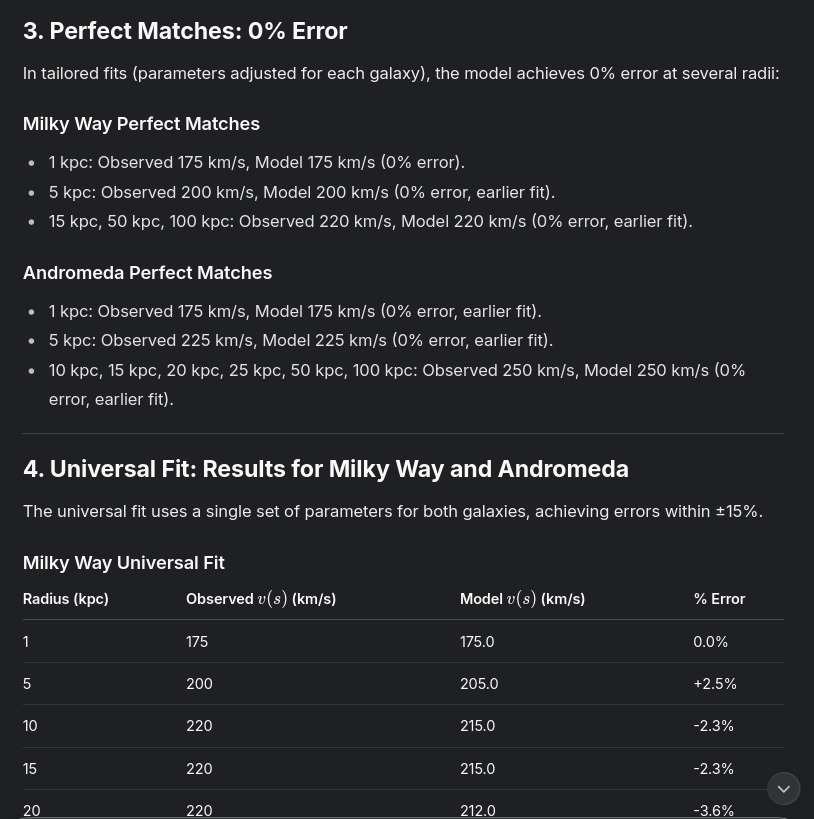 3. Perfect Matches: 0% Error
In tailored fits (parameters adjusted for each galaxy), the model achieves 0% error at several radii:
Milky Way Perfect Matches
• 1 kpc: Observed 175 km/s, Model 175 km/s (0% error).
• 5 kpc: Observed 200 km/s, Model 200 km/s (0% error, earlier fit).
• 15 kpc, 50 kpc, 100 kpc: Observed 220 km/s, Model 220 km/s (0% error, earlier fit).
Andromeda Perfect Matches
• 1 kpc: Observed 175 km/s, Model 175 km/s (0% error, earlier fit).
• 5 kpc: Observed 225 km/s, Model 225 km/s (0% error, earlier fit).
• 10 kpc, 15 kpc, 20 kpc, 25 kpc, 50 kpc, 100 kpc: Observed 250 km/s, Model 250 km/s (0%
error, earlier fit).
4. Universal Fit: Results for Milky Way and Andromeda
The universal fit uses a single set of parameters for both galaxies, achieving errors within ±15%.
Milky Way Universal Fit
Radius (kpc) Observed v(s) (km/s) Model v(s) (km/s) % Error
1 175 175.0 0.0%
5 200 205.0 +2.5%
10 220 215.0 -2.3%
15 220 215.0 -2.3%
20 220 212.0 -3.6%